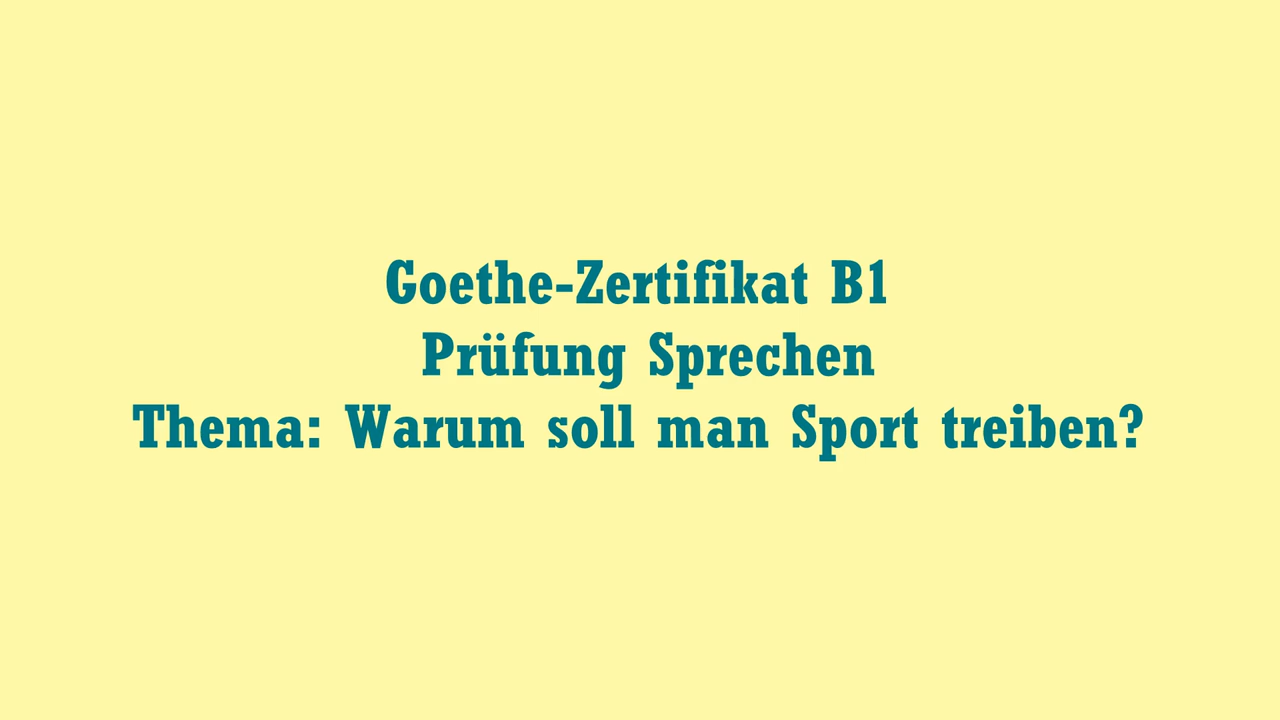 Goethe-Zertifikat B1
Prüfung Sprechen
Thema: Warum soll man Sport treiben?